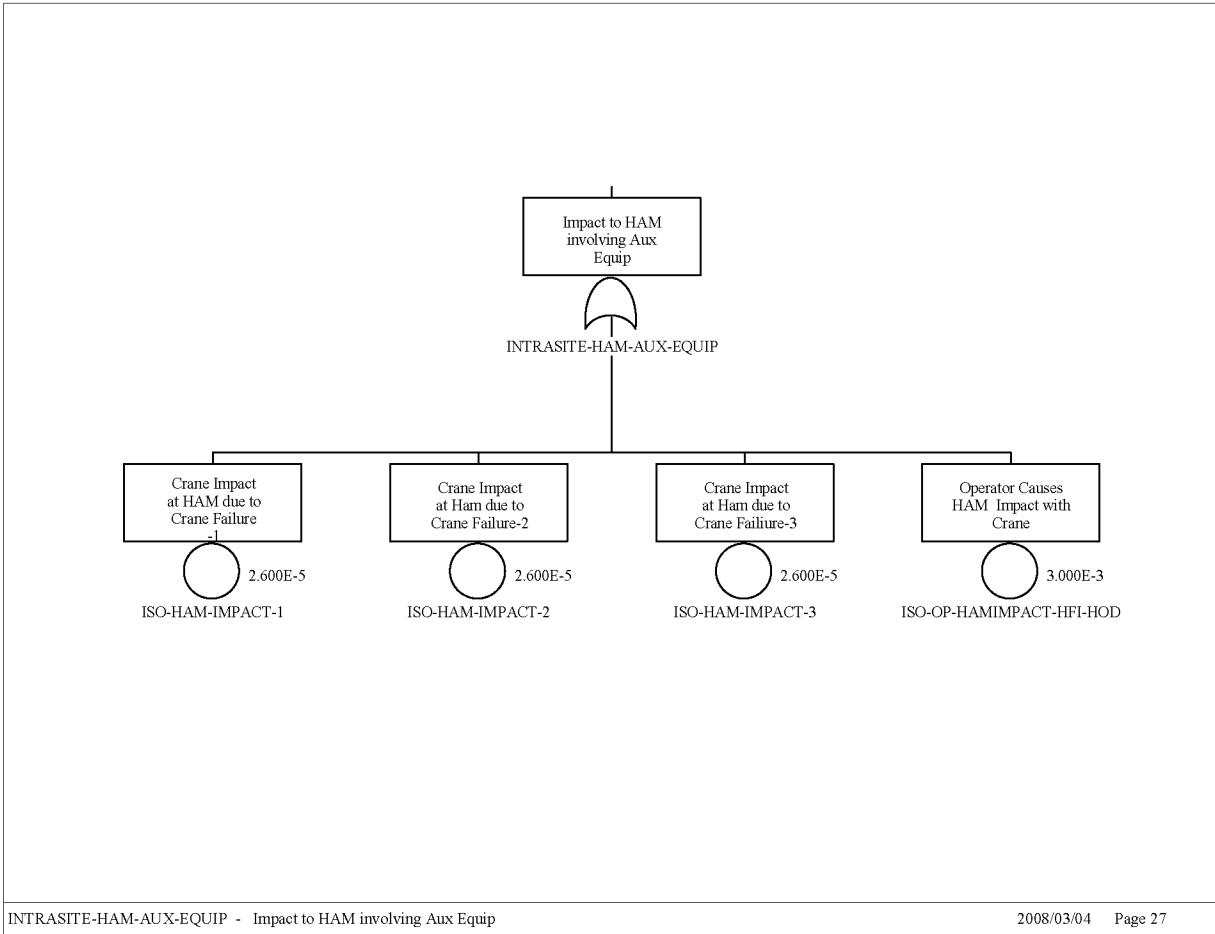 Impact to HAM
involving Aux
Equip
INTRASITE-HAM-AUX-EQUIP
Crane Impact
at HAM due to
Crane Failure
-1
2.600E-5
ISO-HAM-IMPACT-1
Crane Impact
at Ham due to
Crane Failure-2
2.600E-5
ISO-HAM-IMPACT-2
Crane Impact
at Ham due to
Crane Failiure-3
2.600E-5
ISO-HAM-IMPACT-3
Operator Causes
HAM  Impact with
Crane
3.000E-3
ISO-OP-HAMIMPACT-HFI-HOD
INTRASITE-HAM-AUX-EQUIP  -   Impact to HAM involving Aux Equip
2008/03/04    Page 27